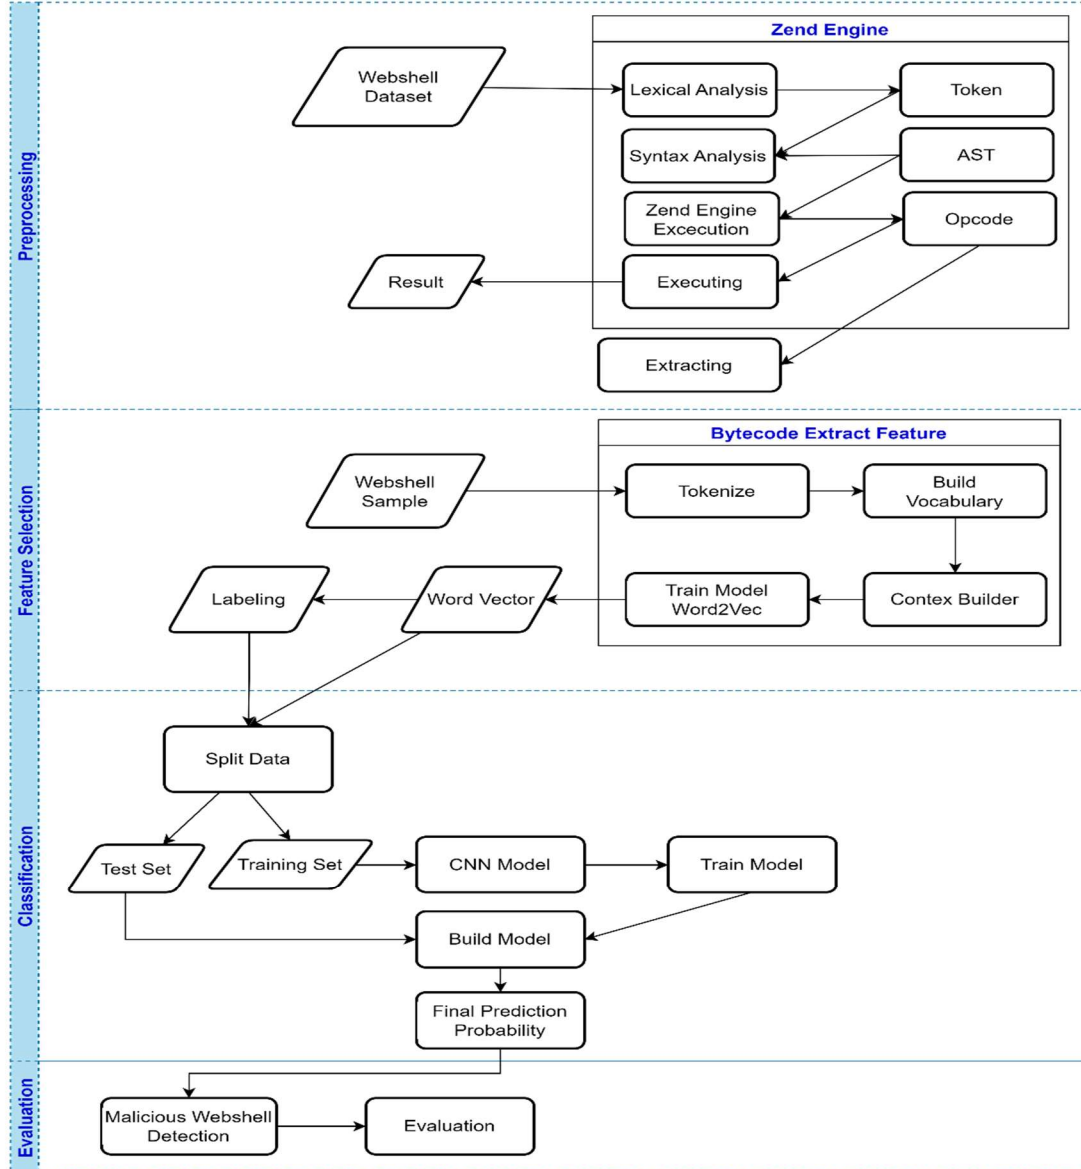 Preprocessing
Zend Engine
Webshell
Dataset
Lexical Analysis
Token
Syntax Analysis
AST
Zend Engine
Excecution
Opcode
Result
Executing
Extracting
Feature Selection
Bytecode Extract Feature
Webshell
Sample
Tokenize
Build
Vocabulary
Labeling
Word Vector
Train Model
Word2Vec
Contex Builder
Classification
Split Data
Test Set
Training Set
CNN Model
Train Model
Build Model
Final Prediction
Probability
Evaluation
Malicious Webshell
Detection
Evaluation